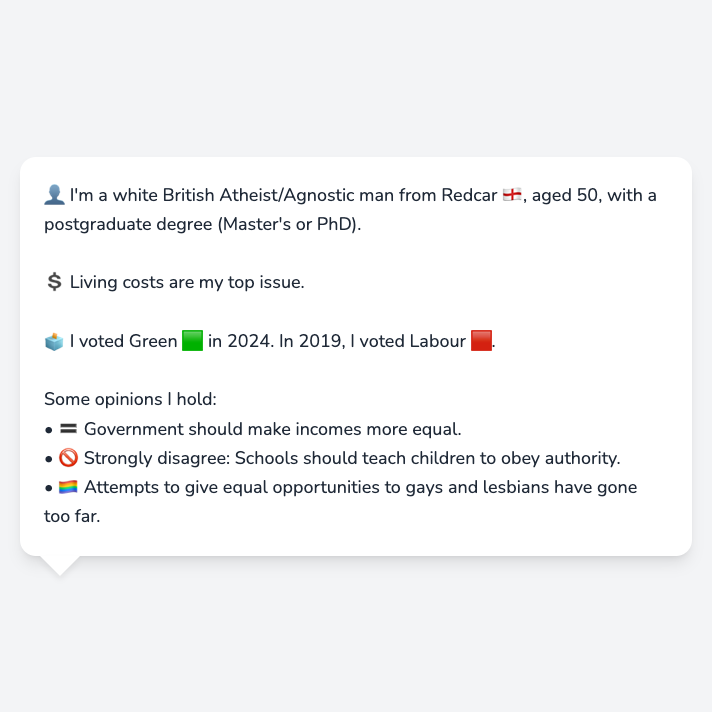 👤 I'm a white British Atheist/Agnostic man from Redcar 🏴󠁧󠁢󠁥󠁮󠁧󠁿, aged 50, with a
postgraduate degree (Master's or PhD).
💲 Living costs are my top issue.
🗳️ I voted Green 🟩 in 2024. In 2019, I voted Labour 🟥.
Some opinions I hold:
• 🟰 Government should make incomes more equal.
• 🚫 Strongly disagree: Schools should teach children to obey authority.
• 🏳️‍🌈 Attempts to give equal opportunities to gays and lesbians have gone
too far.